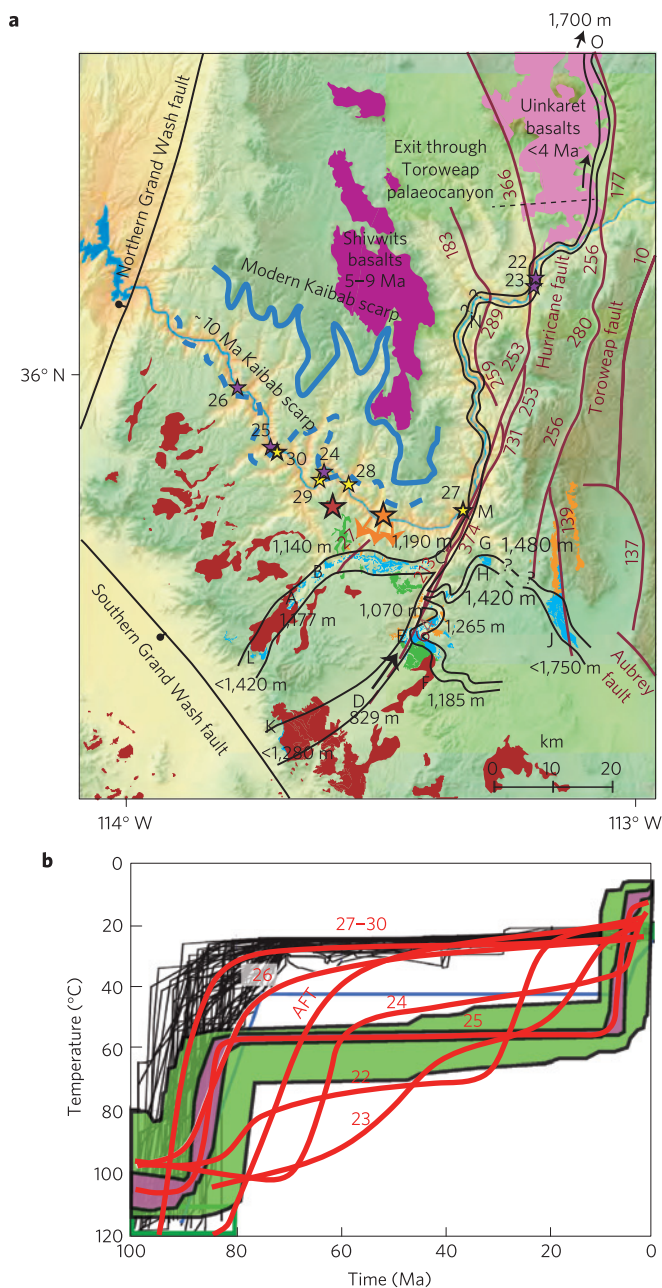 a
1,700 m
O
Uinkaret
basalts
<4 Ma
Exit through
Toroweap
palaeocanyon
366
177
Northern Grand Wash fault
183
Shivwits
basalts
5–9 Ma
Modern Kaibab scarp
22
23
256
10
?
?
N
289
Hurricane fault
280
Toroweap fault
36° N
~10 Ma Kaibab scarp
259
253
253
26
25
30
24
28
29
731
256
27
M
27
374
139
137
1,140 m
1,190 m
C
G
1,480 m
213
? ?
B
H
1,420 m
A
1,477 m
1,070 m
1,265 m
E
J
L
<1,420 m
F
<1,750 m
Aubrey
fault
Southern Grand Wash fault
D
829 m
1,185 m
K
<1,280 m
km
0 10 20
114° W
113° W
b
0
20
40
60
80
100
120
Temperature (°C)
27–30
26
AFT
24
25
22
23
100 80 60 40 20 0
Time (Ma)